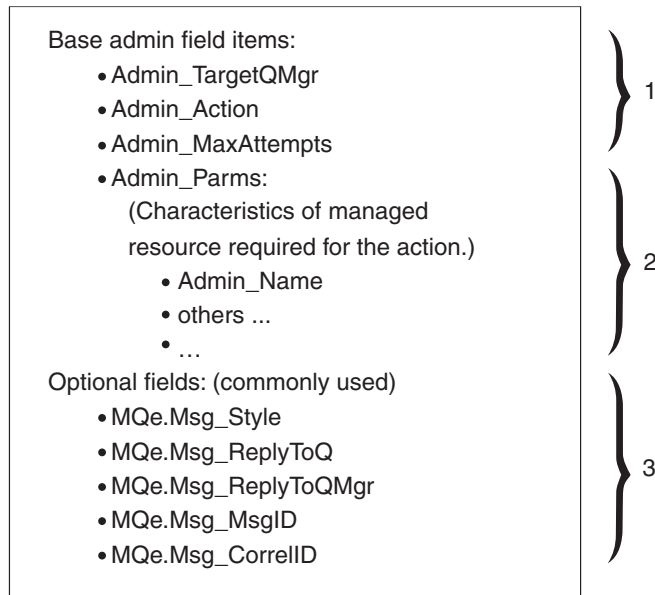 Base admin field items:
• Admin_TargetQMgr
• Admin_Action
• Admin_MaxAttempts
• Admin_Parms:
(Characteristics of managed
resource required for the action.)
• Admin_Name
• others ...
• ...
Optional fields: (commonly used)
• MQe.Msg_Style
• MQe.Msg_ReplyToQ
• MQe.Msg_ReplyToQMgr
• MQe.Msg_MsgID
• MQe.Msg_CorrelID
1
2
3